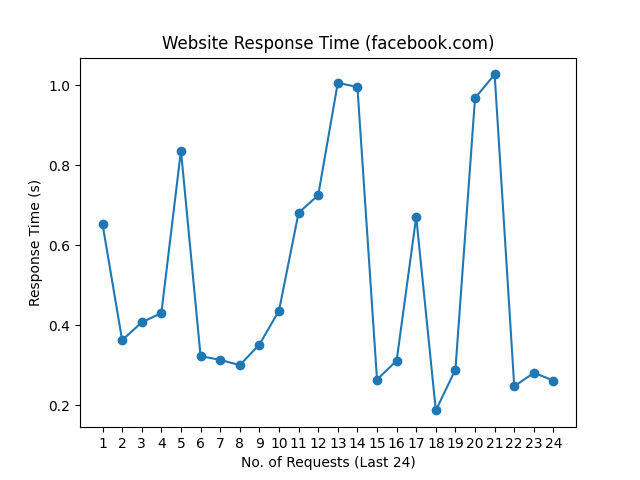 Website Response Time (facebook.com)
Response Time (s)
1.0
0.8
0.6
0.4
0.2
1 2 3 4 5 6 7 8 9 10 11 12 13 14 15 16 17 18 19 20 21 22 23 24
No. of Requests (Last 24)